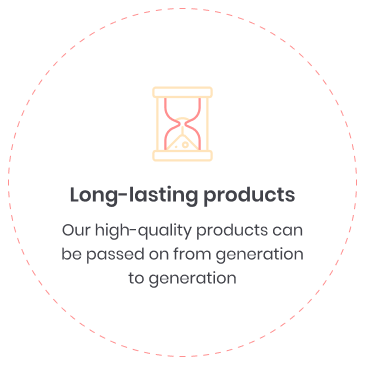 Long-lasting products
Our high-quality products can
be passed on from generation
to generation